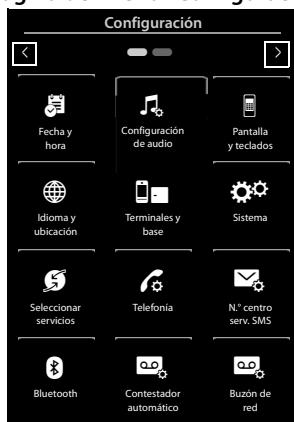 Configuración
Fecha y
hora
Configuración
de audio
Pantalla
y teclados
Idioma y
ubicación
Terminales y
base
Sistema
Seleccionar
servicios
Telefonía
N.° centro
serv. SMS
Bluetooth
Contestador
automático
Buzón de
red